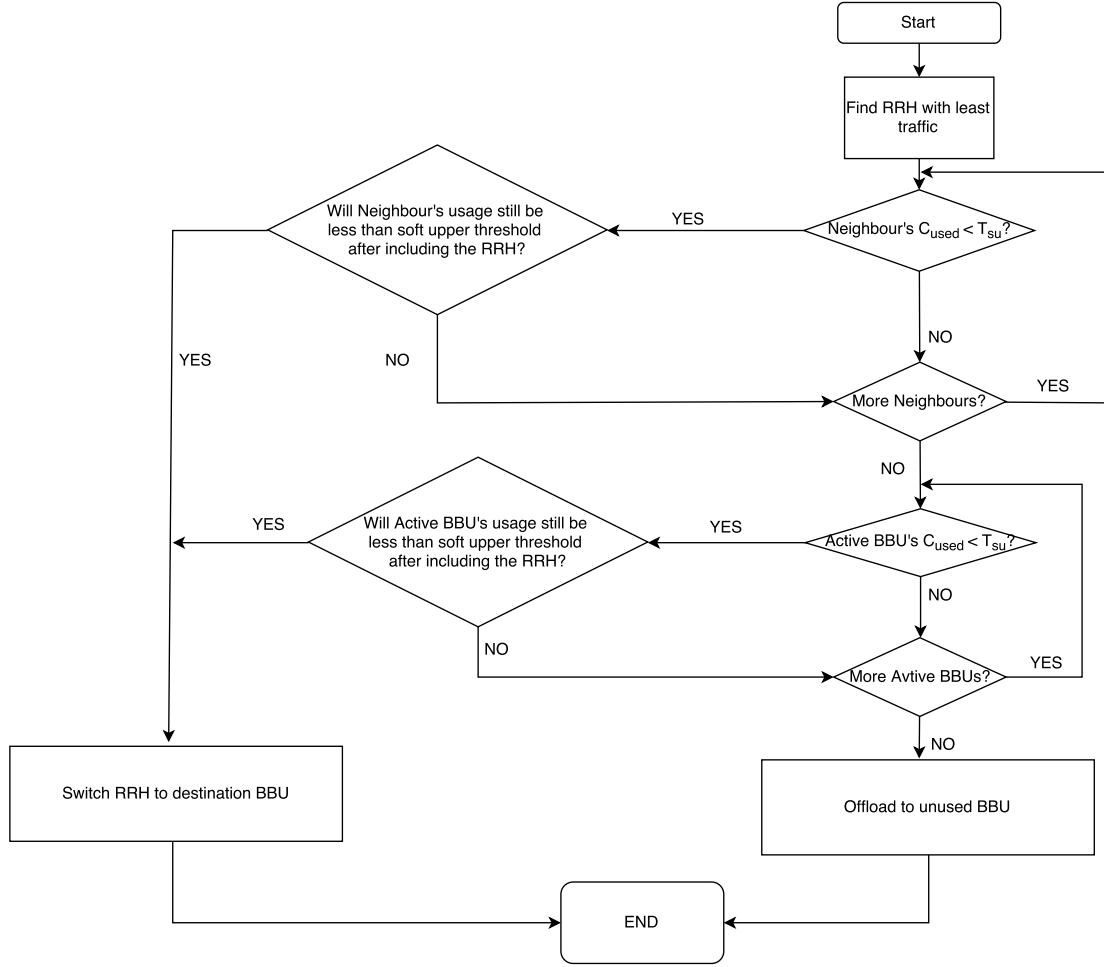 Start
Find RRH with least
traffic
Will Neighbour's usage still be
less than soft upper threshold
after including the RRH?
YES
Neighbour's Cused < Tsu?
YES
NO
NO
YES
More Neighbours?
NO
Will Active BBU's usage still be
less than soft upper threshold
after including the RRH?
YES
YES
Active BBU's Cused < Tsu?
NO
NO
More Avtive BBUs?
YES
NO
Switch RRH to destination BBU
Offload to unused BBU
END